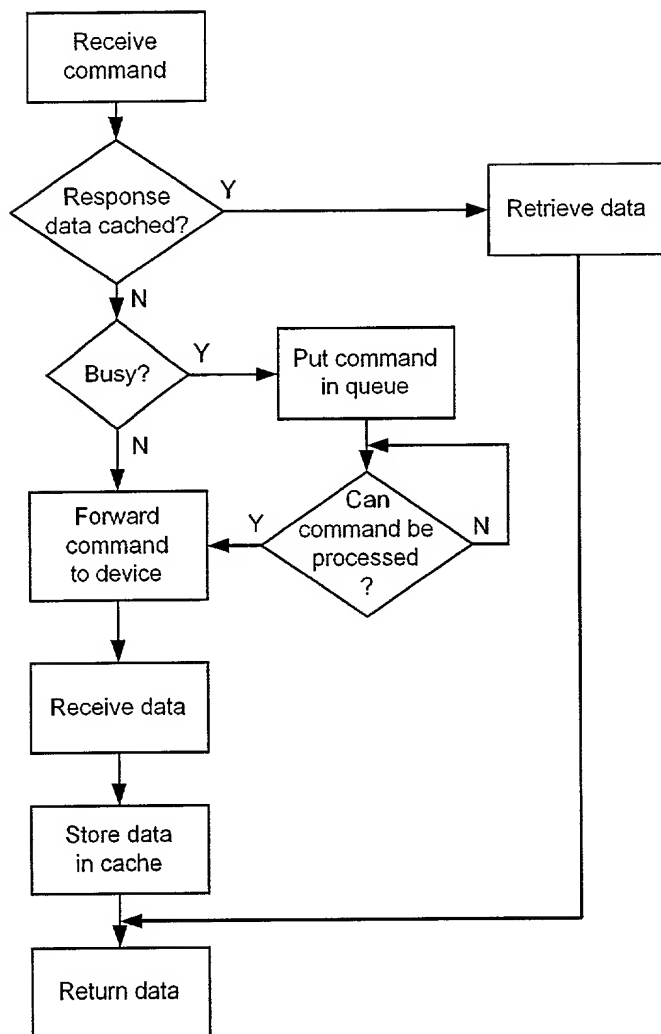 Receive
command
Response
data cached?
Y
Retrieve data
N
Busy?
Y
Put command
in queue
N
Forward
command
to device
Y
Can
command be
processed
?
N
Receive data
Store data
in cache
Return data